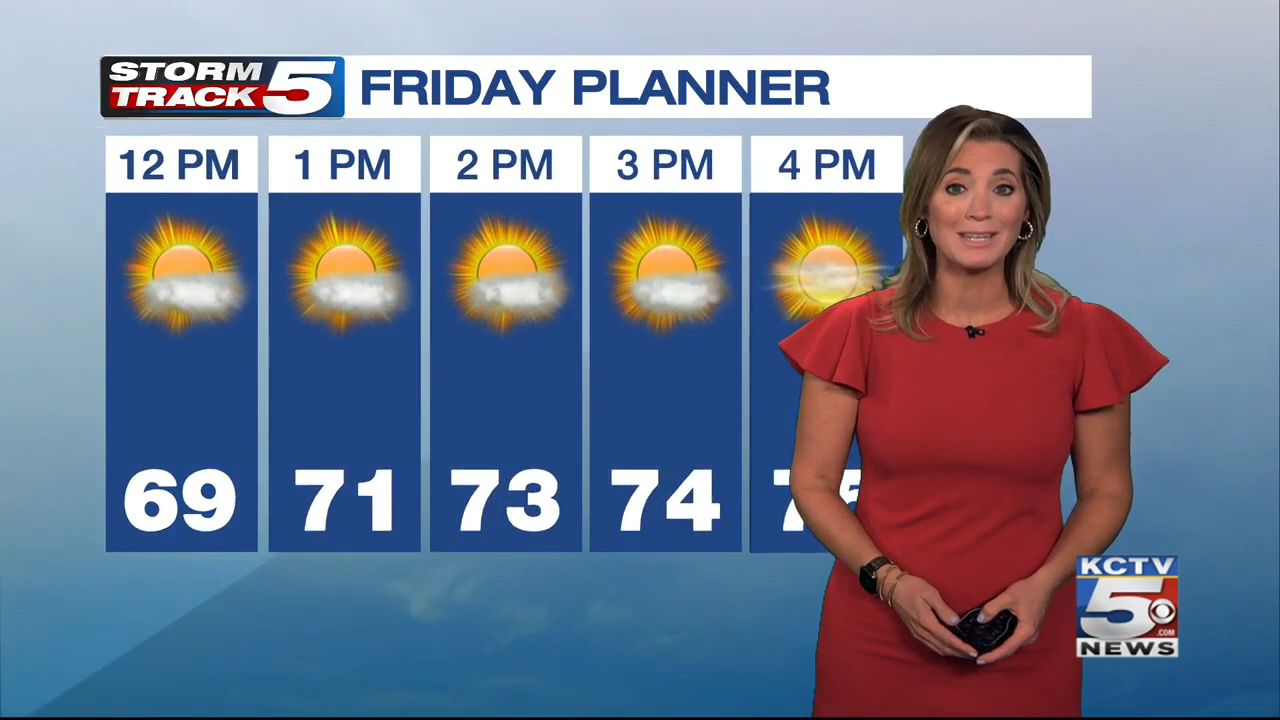 STORM
TRACK 5
FRIDAY PLANNER
12 PM
1 PM
2 PM
3 PM
4 PM
69
71
73
74
KCTV
5
.COM
NEWS